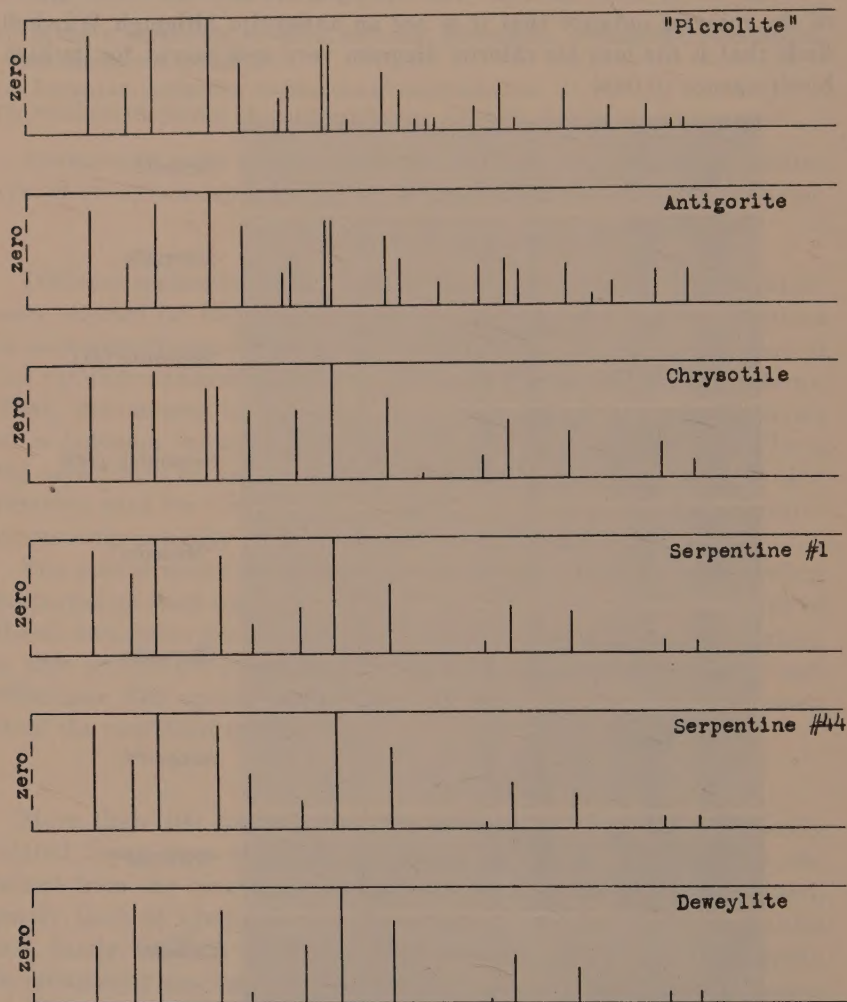 "Picrolite"
zero
Antigorite
zero
Chrysotile
zero
Serpentine #1
zero
Serpentine #44
zero
Deweylite
zero